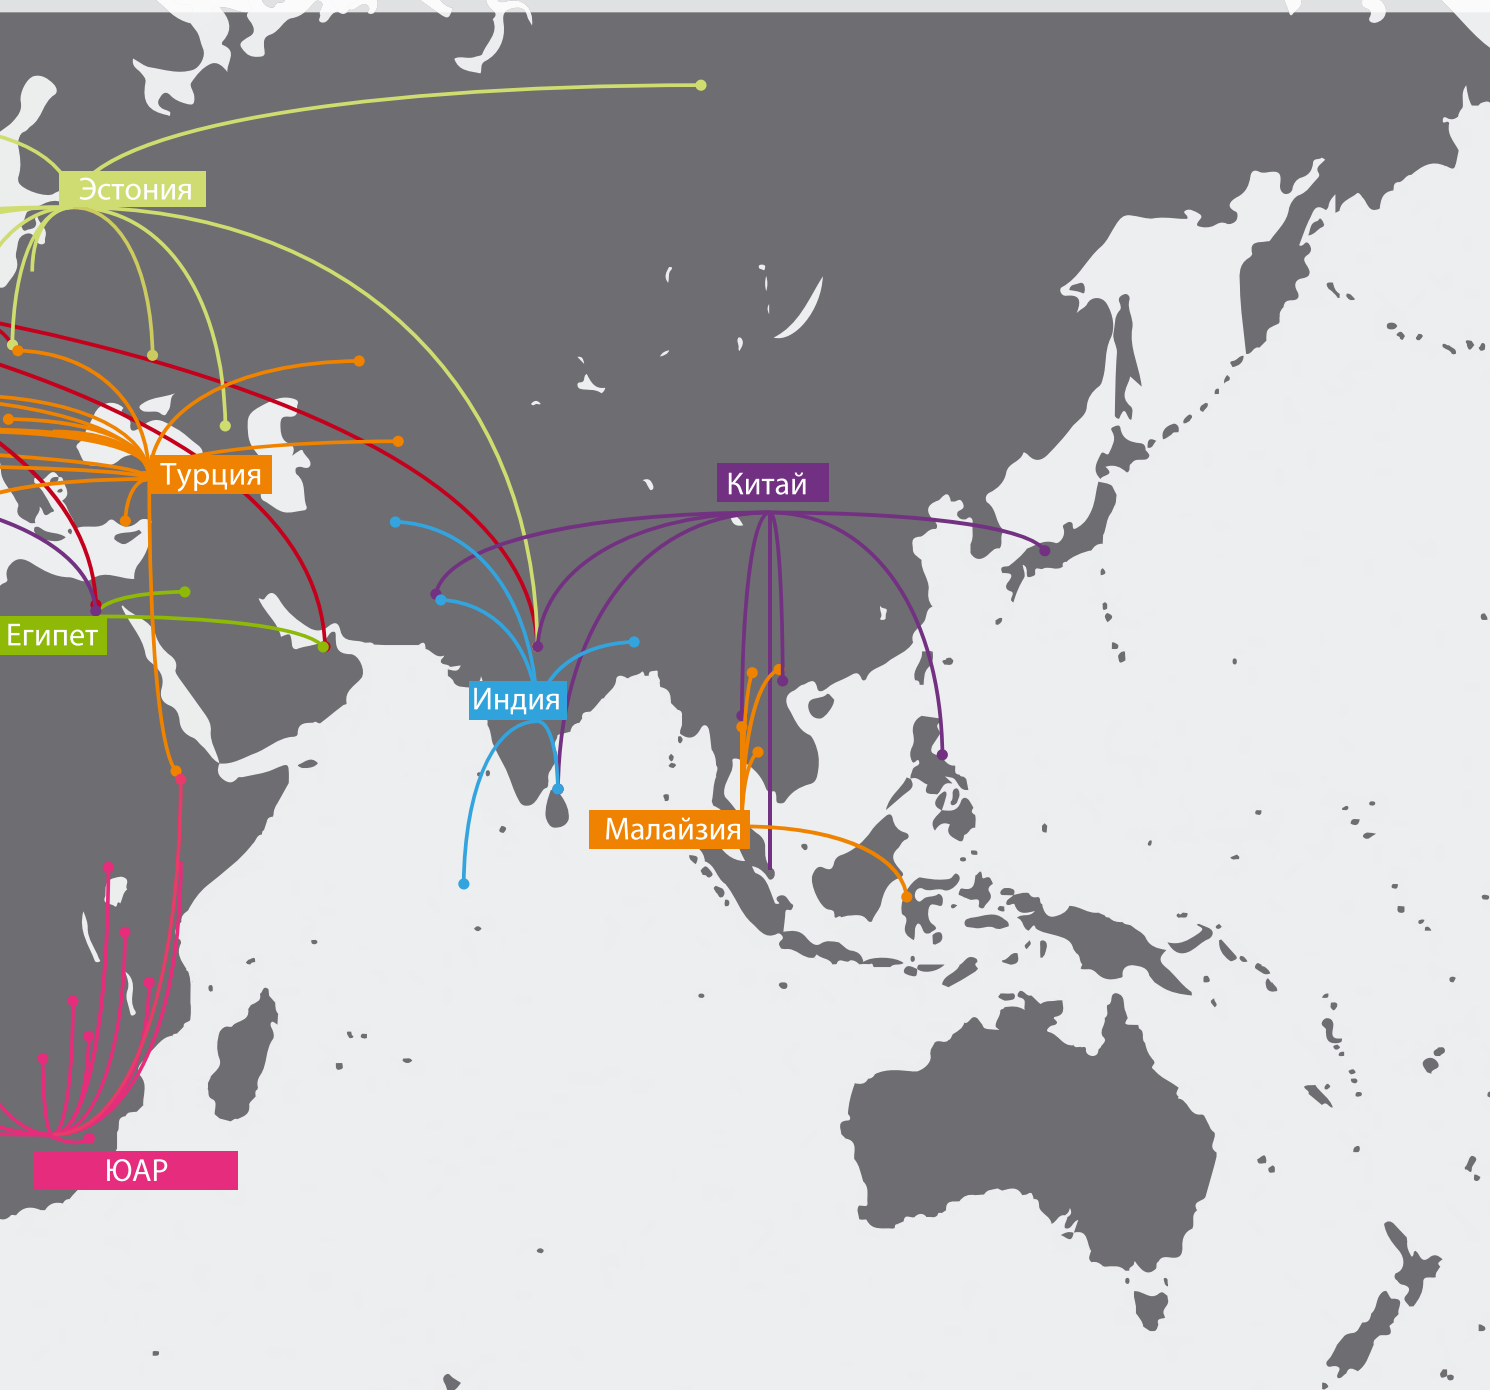 Эстония
Турция
Китай
Египет
Индия
Малайзия
ЮАР